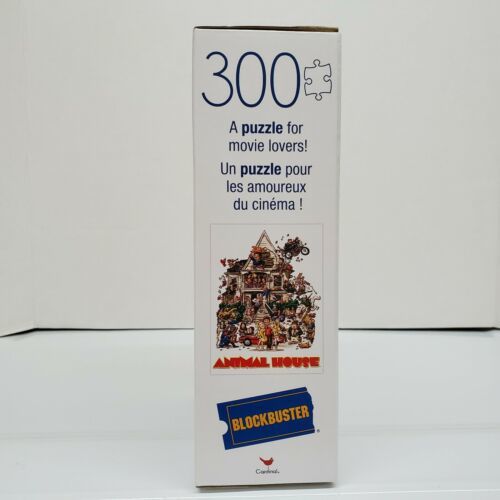 300
A puzzle for
movie lovers!
Un puzzle pour
les amoureux
du cinéma !
ANIMAL HOUSE
BLOCKBUSTER
®
Cardinal®